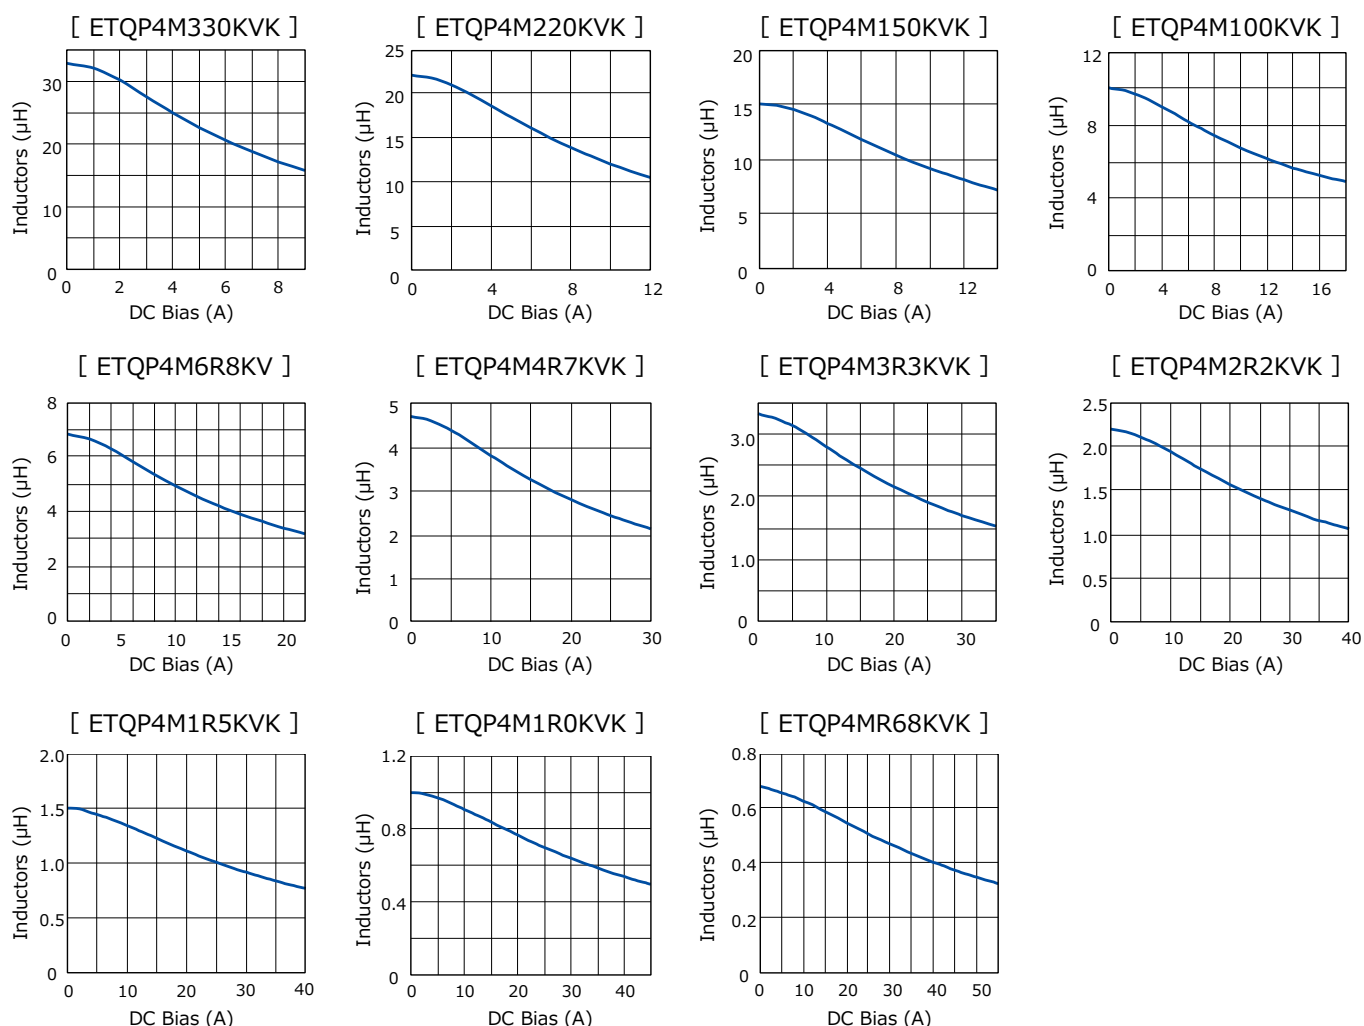 [ ETQP4M330KVK ]
Inductors (μH)
30
20
10
0
0 2 4 6 8
DC Bias (A)
[ ETQP4M220KVK ]
Inductors (μH)
25
20
15
10
5
0
0 4 8 12
DC Bias (A)
[ ETQP4M150KVK ]
Inductors (μH)
20
15
10
5
0
0 4 8 12
DC Bias (A)
[ ETQP4M100KVK ]
Inductors (μH)
12
8
4
0
0 4 8 12 16
DC Bias (A)
[ ETQP4M6R8KV ]
Inductors (μH)
8
6
4
2
0
0 5 10 15 20
DC Bias (A)
[ ETQP4M4R7KVK ]
Inductors (μH)
5
4
3
2
1
0
0 10 20 30
DC Bias (A)
[ ETQP4M3R3KVK ]
Inductors (μH)
3.0
2.0
1.0
0
0 10 20 30
DC Bias (A)
[ ETQP4M2R2KVK ]
Inductors (μH)
2.5
2.0
1.5
1.0
0.5
0
0 10 20 30 40
DC Bias (A)
[ ETQP4M1R5KVK ]
Inductors (μH)
2.0
1.5
1.0
0.5
0
0 10 20 30 40
DC Bias (A)
[ ETQP4M1R0KVK ]
Inductors (μH)
1.2
0.8
0.4
0
0 10 20 30 40
DC Bias (A)
[ ETQP4MR68KVK ]
Inductors (μH)
0.8
0.6
0.4
0.2
0
0 10 20 30 40 50
DC Bias (A)